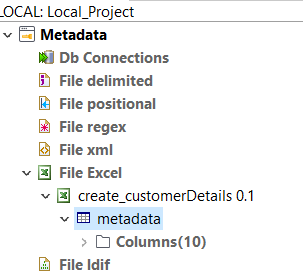 LOCAL: Local_Project
Metadata
Db Connections
File delimited
File positional
File regex
File xml
File Excel
create_customerDetails 0.1
metadata
Columns(10)
File ldif